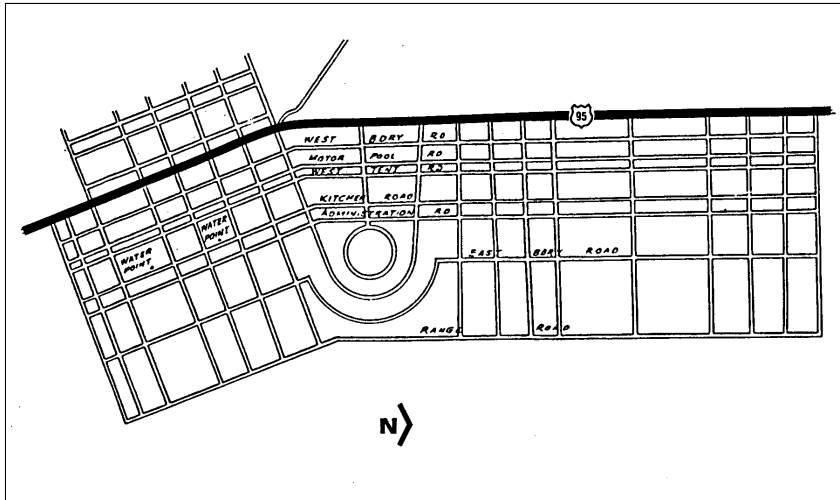 95
WEST BDRY RD
MOTOR POOL RD
WEST TENT RD
KITCHEN ROAD
ADMINISTRATION RD
WATER
POINT
WATER
POINT
EAST BDRY ROAD
RANGE ROAD
N